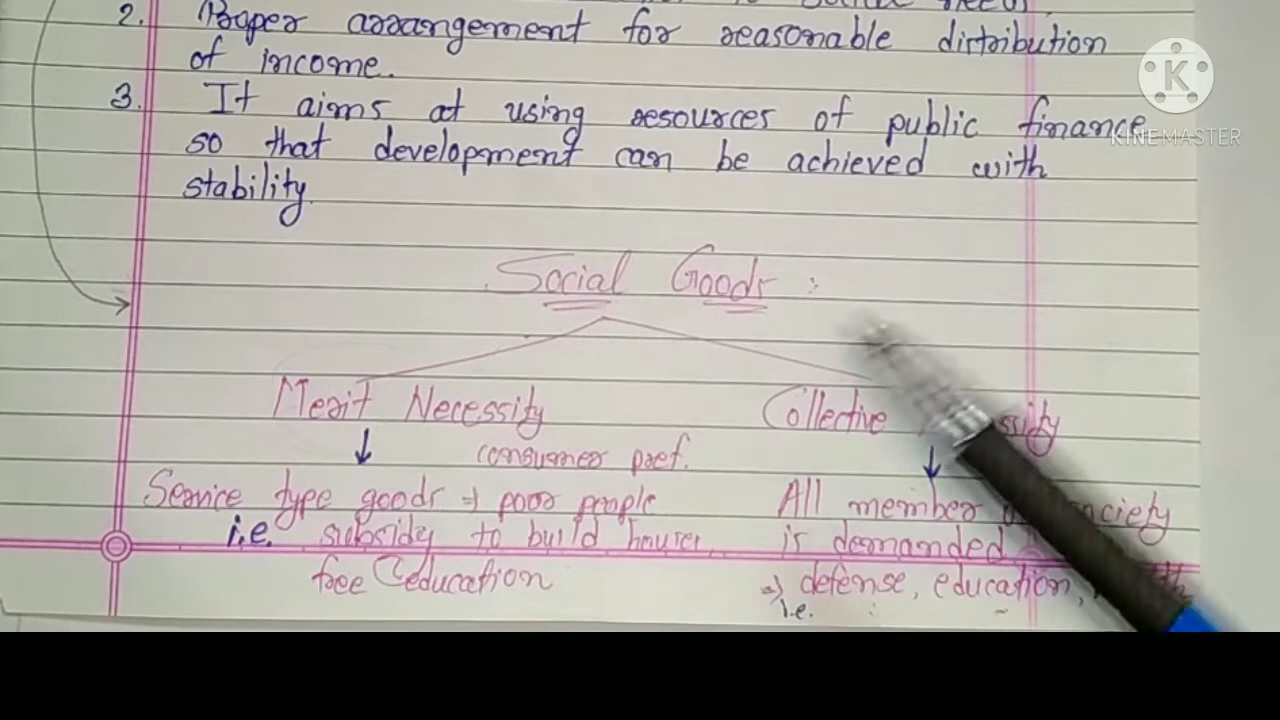 2. Proper arrangement for reasonable distribution
of income.
3. It aims at using resources of public finance
so that development can be achieved with
stability.
Social Goods :
Merit Necessity
Collective
consumer pref.
Service type goods ⇒ poor people
i.e. subsidy to build houses,
free education
All member society
is demanded
⇒ defense, education,
i.e.
K
KINEMASTER